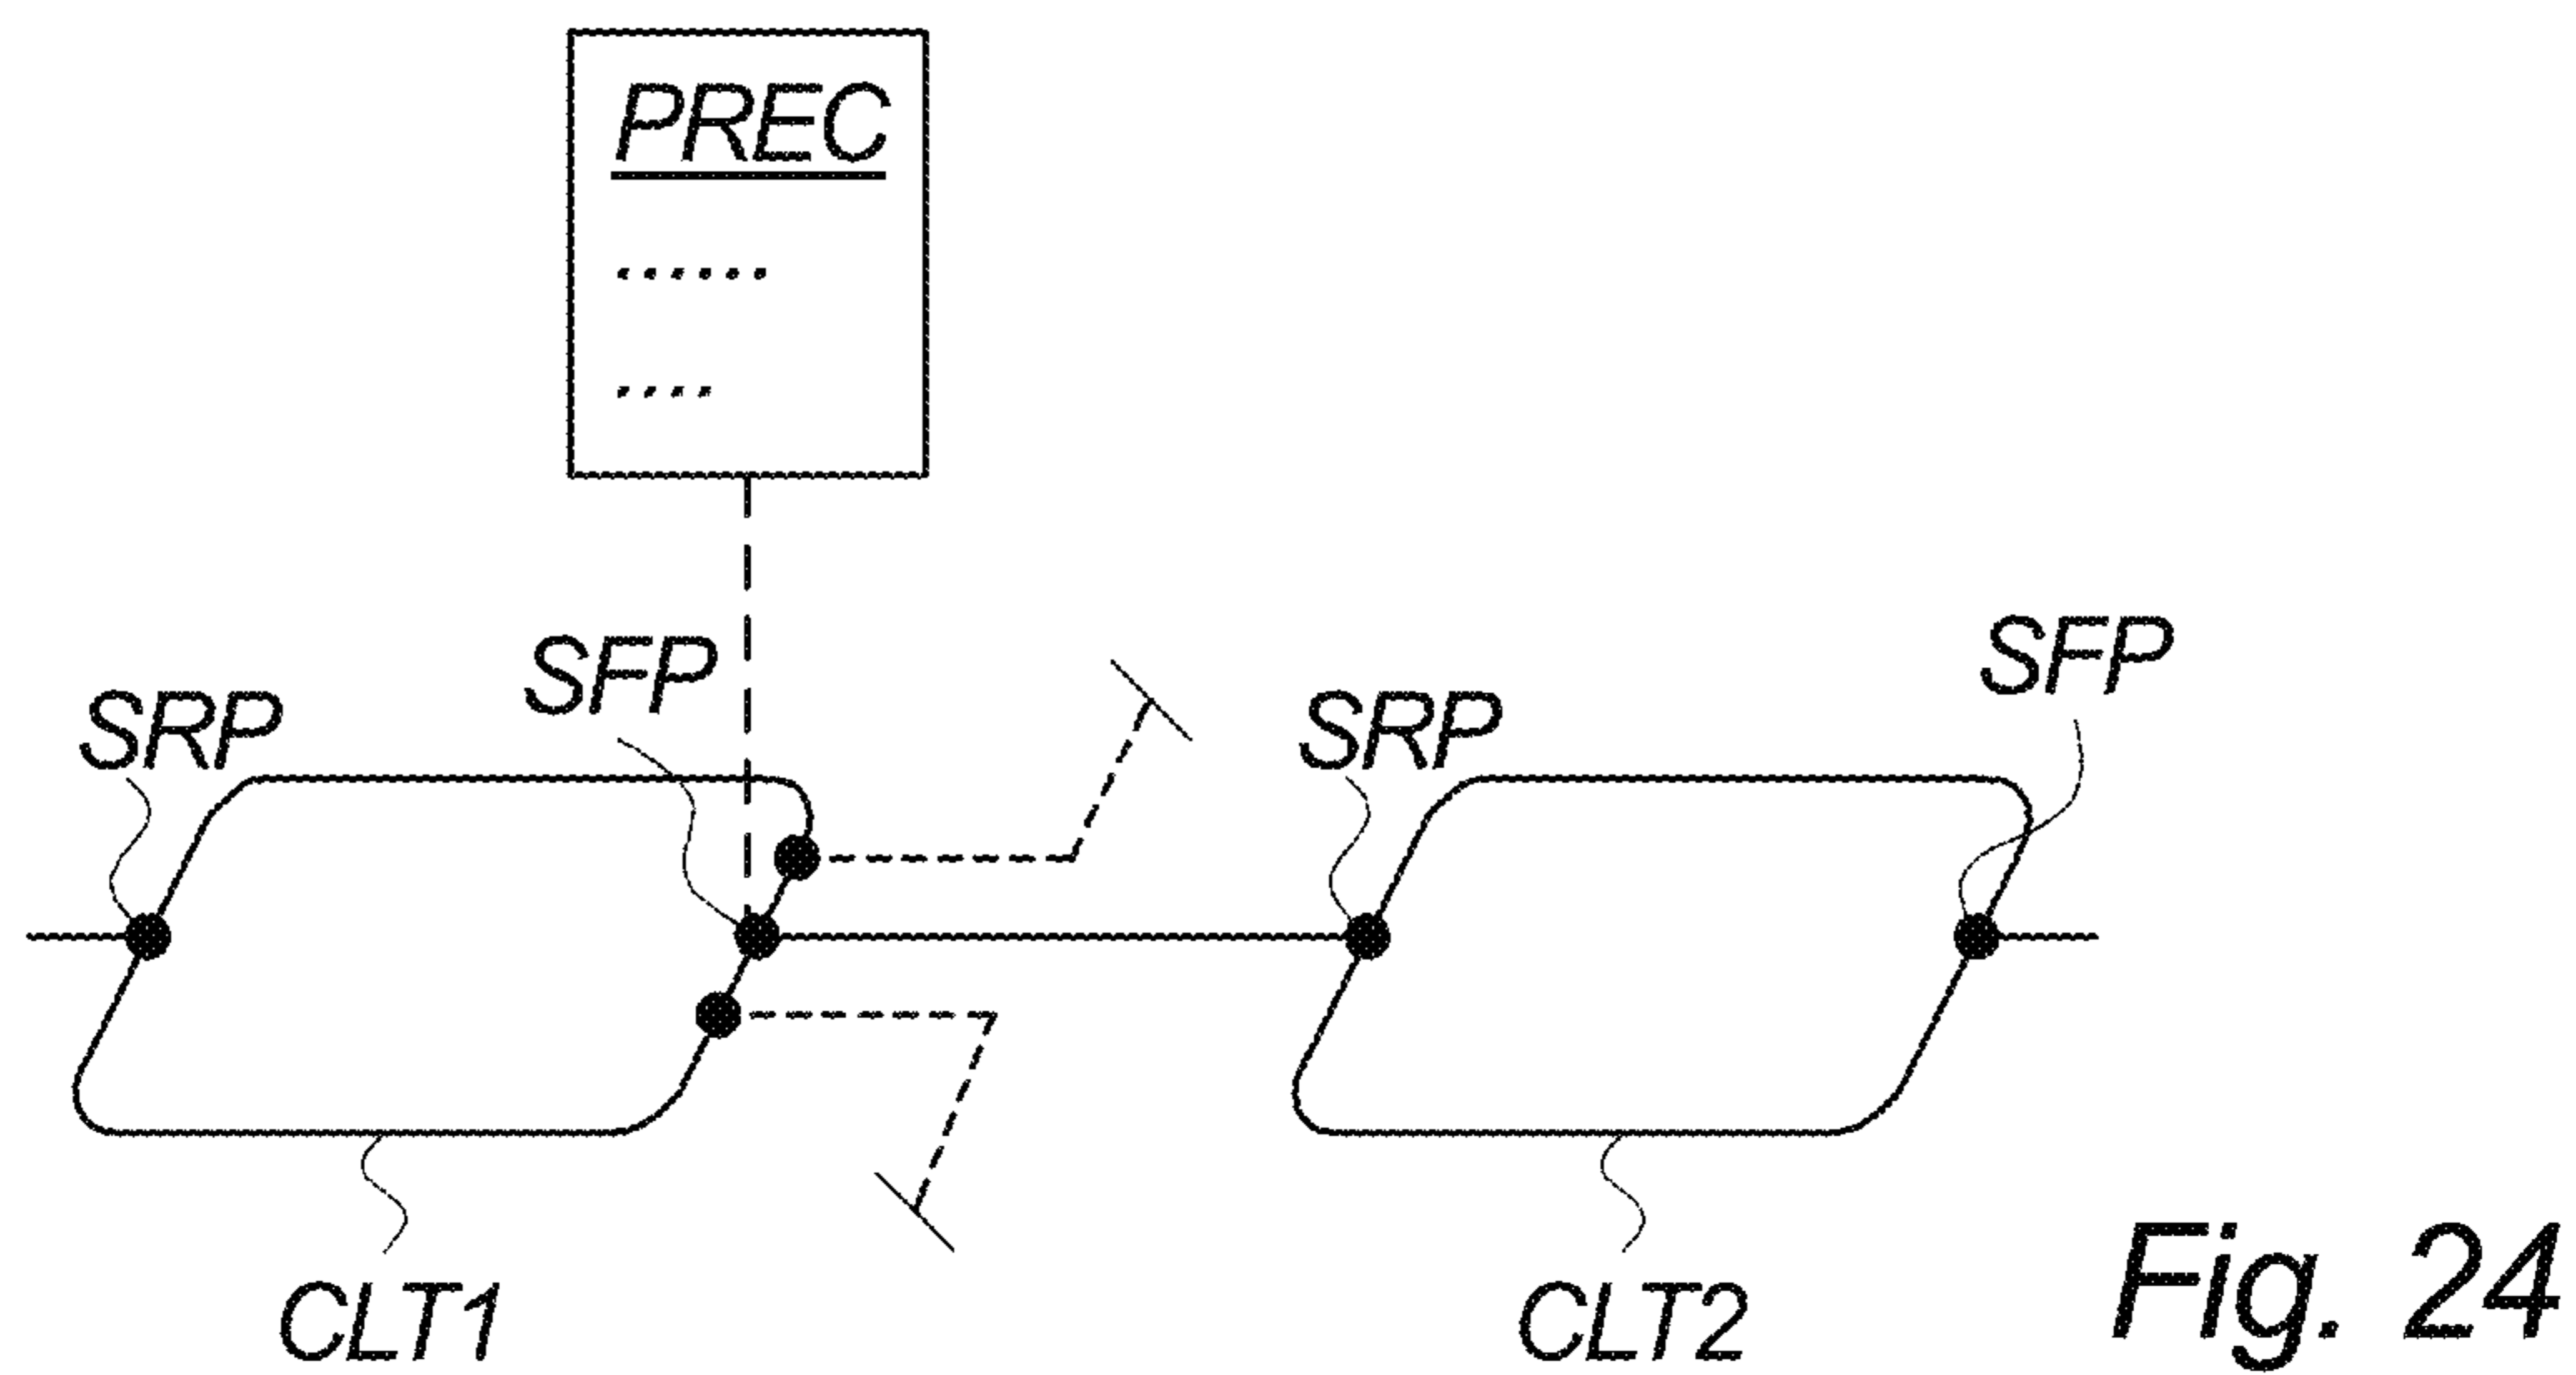 PREC
......
....
SFP
SFP
SRP
SRP
CLT1
CLT2
Fig. 24